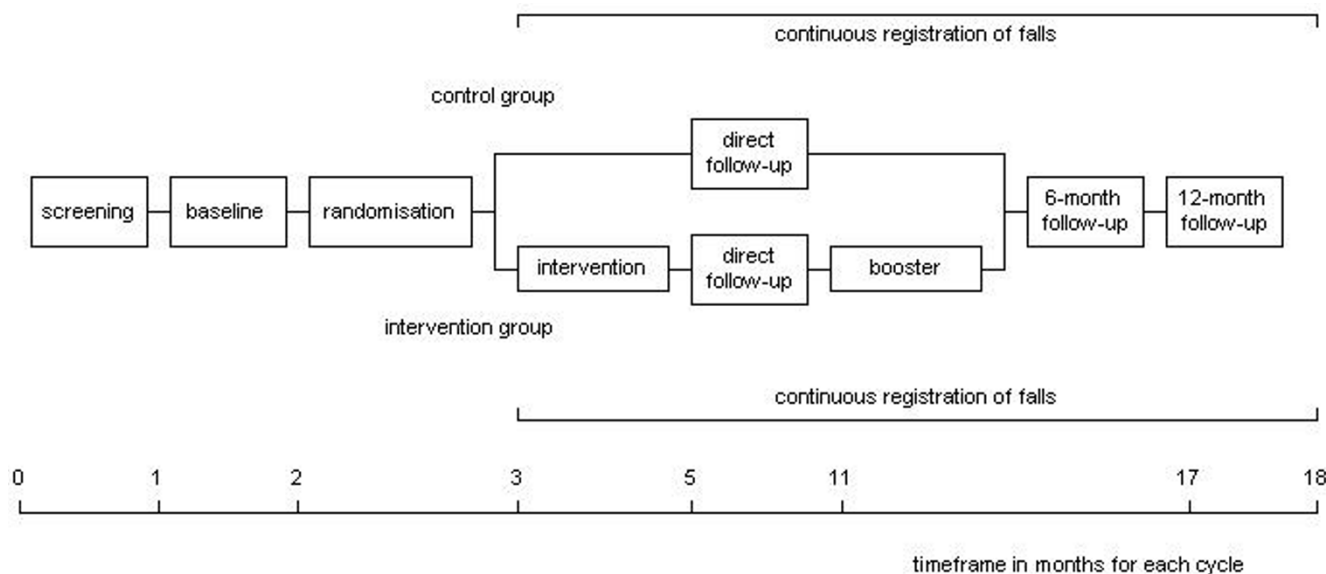 continuous registration of falls
control group
direct
follow-up
screening
baseline
randomisation
6-month
follow-up
12-month
follow-up
intervention
direct
follow-up
booster
intervention group
continuous registration of falls
0 1 2 3 5 11 17 18
timeframe in months for each cycle